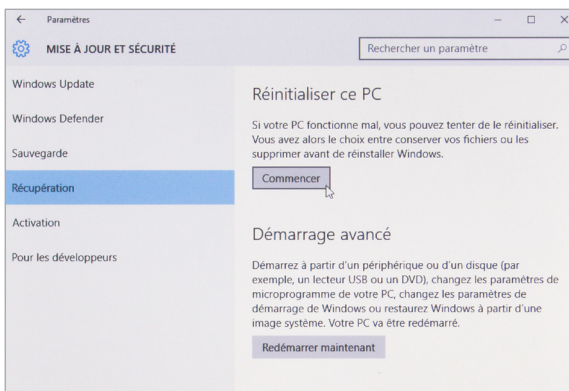 Paramètres
MISE À JOUR ET SÉCURITÉ
Rechercher un paramètre
Windows Update
Windows Defender
Sauvegarde
Récupération
Activation
Pour les développeurs
Réinitialiser ce PC
Si votre PC fonctionne mal, vous pouvez tenter de le réinitialiser.
Vous avez alors le choix entre conserver vos fichiers ou les
supprimer avant de réinstaller Windows.
Commencer
Démarrage avancé
Démarrez à partir d'un périphérique ou d'un disque (par
exemple, un lecteur USB ou un DVD), changez les paramètres de
microprogramme de votre PC, changez les paramètres de
démarrage de Windows ou restaurez Windows à partir d'une
image système. Votre PC va être redémarré.
Redémarrer maintenant